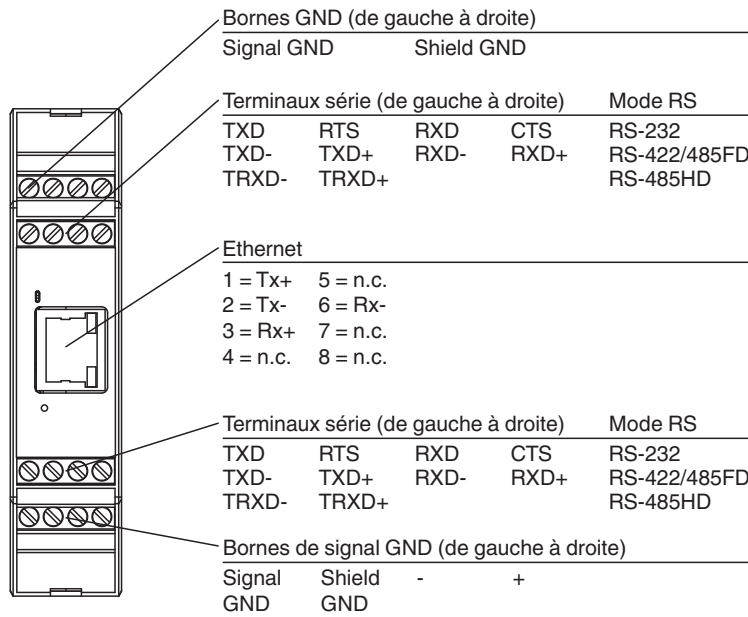 Bornes GND (de gauche à droite)
Signal GND Shield GND
Terminaux série (de gauche à droite) Mode RS
TXD RTS RXD CTS RS-232
TXD- TXD+ RXD- RXD+ RS-422/485FD
TRXD- TRXD+ RS-485HD
Ethernet
1 = Tx+ 5 = n.c.
2 = Tx- 6 = Rx-
3 = Rx+ 7 = n.c.
4 = n.c. 8 = n.c.
Terminaux série (de gauche à droite) Mode RS
TXD RTS RXD CTS RS-232
TXD- TXD+ RXD- RXD+ RS-422/485FD
TRXD- TRXD+ RS-485HD
Bornes de signal GND (de gauche à droite)
Signal Shield - +
GND GND